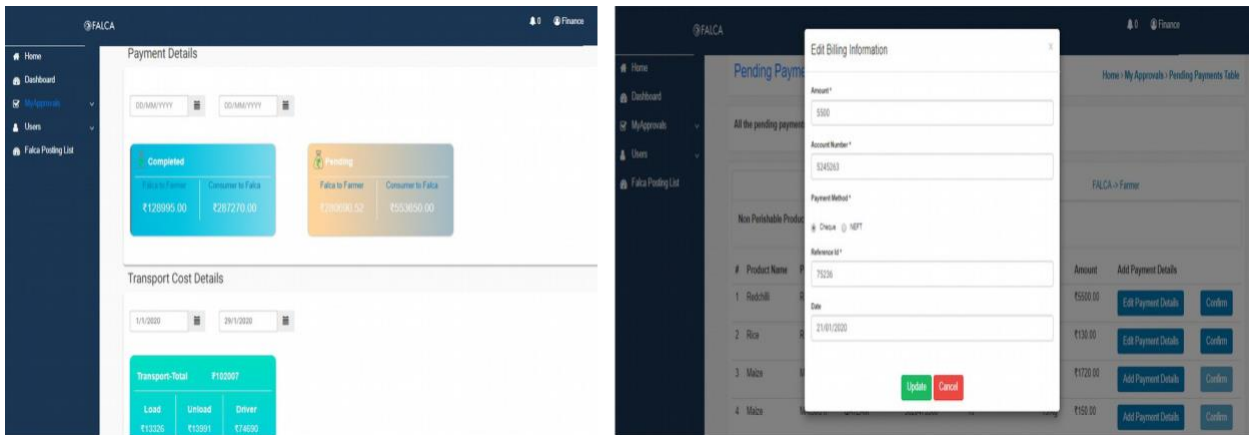 FALCA
0 Finance
Home
Dashboard
MyApprovals
Users
Falca Posting List
Payment Details
DD/MM/YYYY DD/MM/YYYY
Completed
Falca to Farmer Consumer to Falca
₹128995.00 ₹287270.00
Pending
Falca to Farmer Consumer to Falca
₹553650.00
Transport Cost Details
1/1/2020 29/1/2020
Transport-Total ₹102007
Load Unload Driver
₹13326 ₹13991 ₹74690
FALCA
0 Finance
Home
Dashboard
MyApprovals
Users
Falca Posting List
Pending Payme
Home > My Approvals > Pending Payments Table
All the pending payment
FALCA -> Farmer
Non Perishable Produc
# Product Name Amount Add Payment Details
1 Redchilli ₹5500.00 Edit Payment Details Confirm
2 Rice ₹130.00 Edit Payment Details Confirm
3 Maize ₹1720.00 Add Payment Details Confirm
4 Maize ₹150.00 Add Payment Details Confirm
Edit Billing Information x
Amount *
5500
Account Number *
5245263
Payment Method *
Cheque NEFT
Reference Id *
75236
Date
21/01/2020
Update Cancel